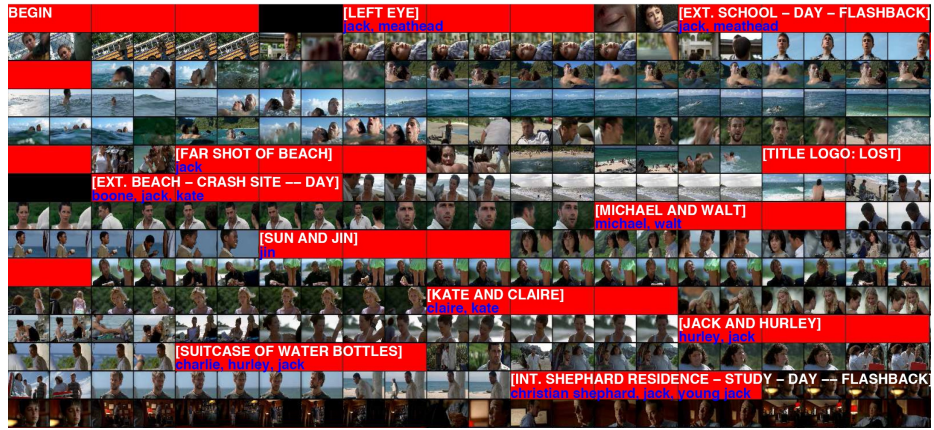 BEGIN
[LEFT EYE]
jack, meathead
[EXT. SCHOOL – DAY – FLASHBACK]
jack, meathead
[FAR SHOT OF BEACH]
jack
[TITLE LOGO: LOST]
[EXT. BEACH – CRASH SITE –– DAY]
boone, jack, kate
[MICHAEL AND WALT]
michael, walt
[SUN AND JIN]
jin
[KATE AND CLAIRE]
claire, kate
[JACK AND HURLEY]
hurley, jack
[SUITCASE OF WATER BOTTLES]
charlie, hurley, jack
[INT. SHEPHARD RESIDENCE – STUDY – DAY –– FLASHBACK]
christian shephard, jack, young jack